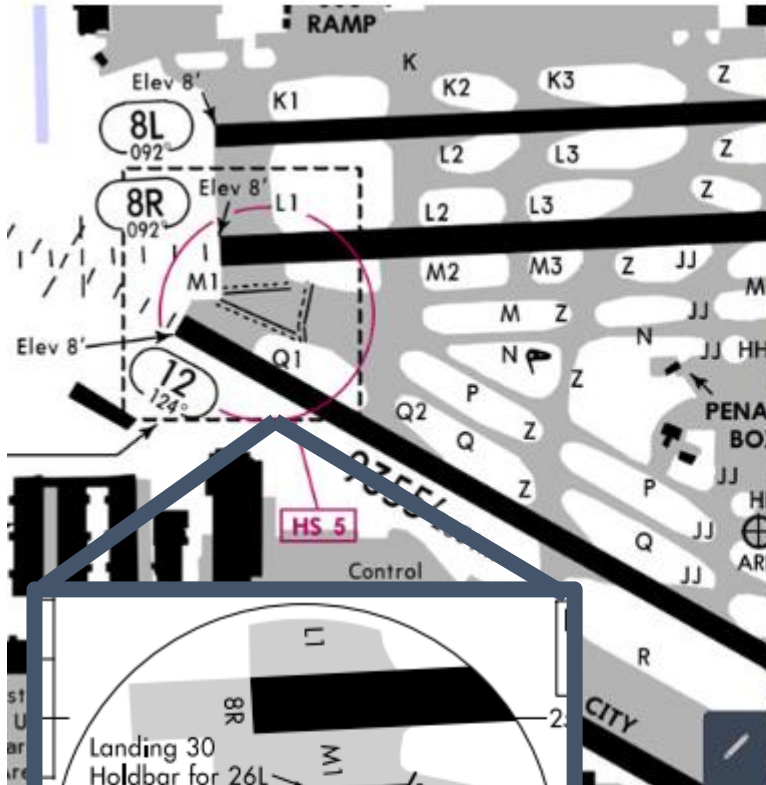 RAMP
K
Elev 8'
K1
K2
K3
Z
8L
092°
L2
L3
Z
8R
092°
Elev 8'
L1
Z
L2
L3
M1
M2
M3
Z
JJ
M
Z
JJ
Elev 8'
N
N
JJ
Q1
12
124°
P
Z
PENA
Q2
Q
Z
Z
JJ
P
9355'
HS 5
Q
JJ
JJ
Control
R
L1
8R
CITY
Landing 30
Holdbar for 26L
M1